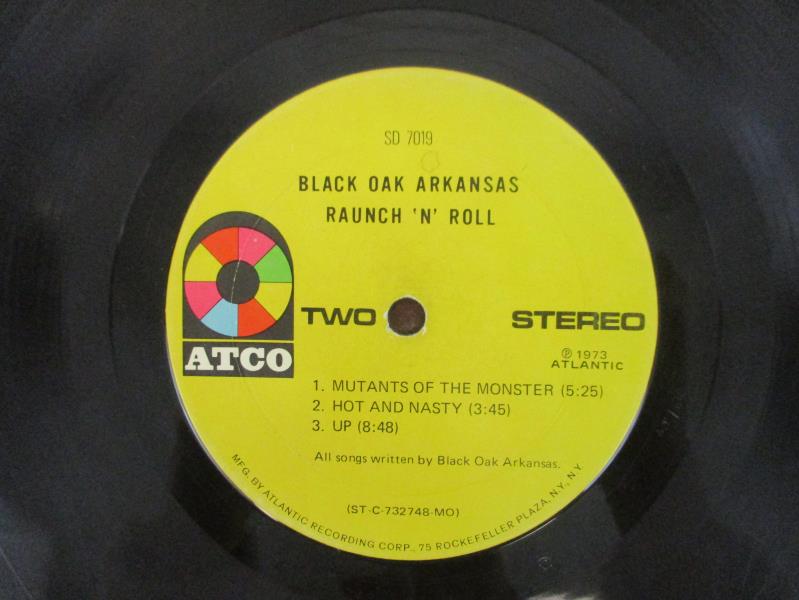 SD 7019
BLACK OAK ARKANSAS
RAUNCH 'N' ROLL
TWO
STEREO
ATCO
℗ 1973
ATLANTIC
1. MUTANTS OF THE MONSTER (5:25)
2. HOT AND NASTY (3:45)
3. UP (8:48)
All songs written by Black Oak Arkansas.
(ST-C-732748-MO)
MFG. BY ATLANTIC RECORDING CORP., 75 ROCKEFELLER PLAZA, N.Y., N.Y.